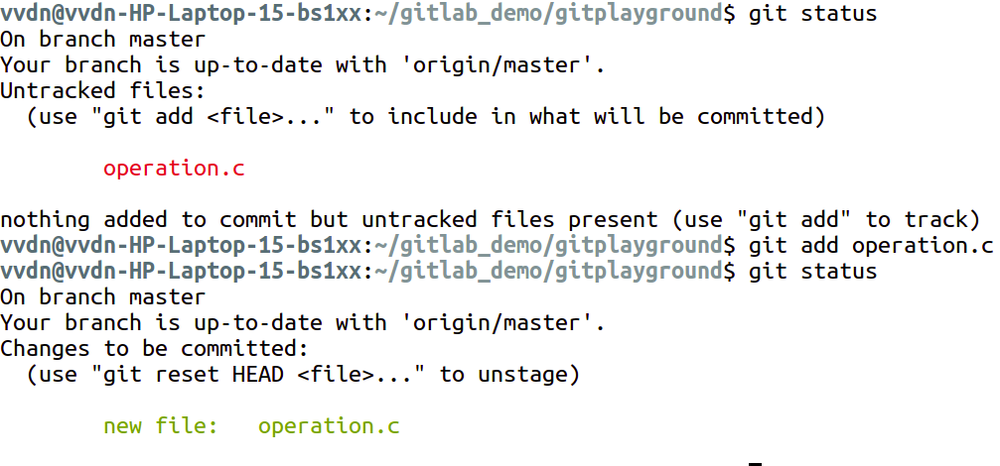 vvdn@vvdn-HP-Laptop-15-bs1xx:~/gitlab_demo/gitplayground$ git status
On branch master
Your branch is up-to-date with 'origin/master'.
Untracked files:
  (use "git add <file>..." to include in what will be committed)

        operation.c

nothing added to commit but untracked files present (use "git add" to track)
vvdn@vvdn-HP-Laptop-15-bs1xx:~/gitlab_demo/gitplayground$ git add operation.c
vvdn@vvdn-HP-Laptop-15-bs1xx:~/gitlab_demo/gitplayground$ git status
On branch master
Your branch is up-to-date with 'origin/master'.
Changes to be committed:
  (use "git reset HEAD <file>..." to unstage)

        new file:   operation.c